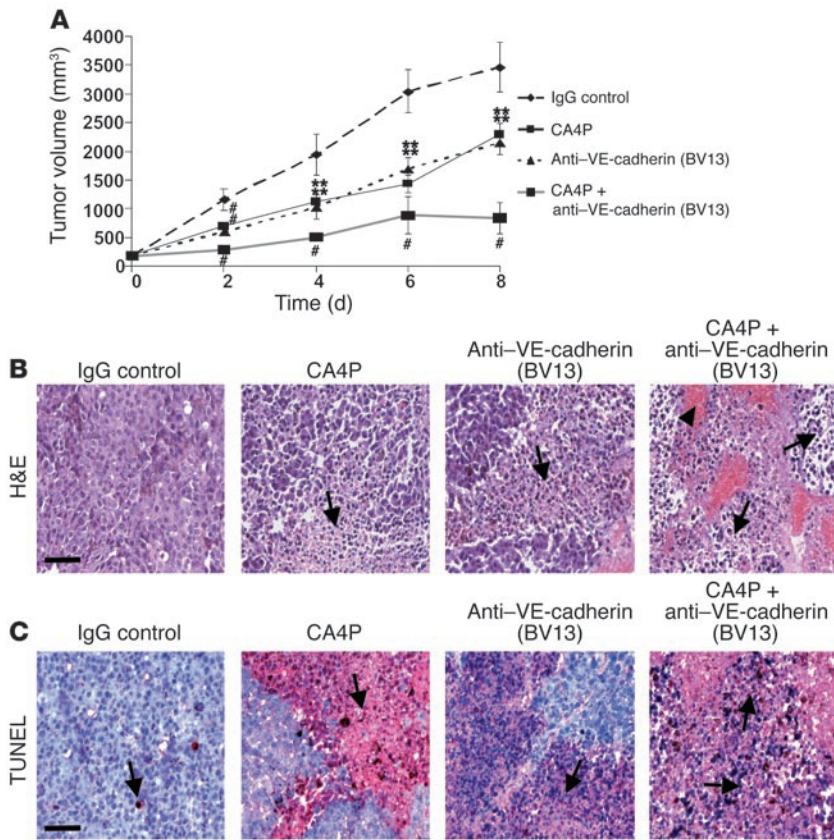 A
Tumor volume (mm³)
4000
3500
3000
2500
2000
1500
1000
500
0
0
2
4
6
8
Time (d)
#
#
#
**
**
#
**
**
#
**
**
#
IgG control
CA4P
Anti–VE-cadherin (BV13)
CA4P +
anti–VE-cadherin (BV13)
B
IgG control
CA4P
Anti–VE-cadherin
(BV13)
CA4P +
anti–VE-cadherin
(BV13)
H&E
C
IgG control
CA4P
Anti–VE-cadherin
(BV13)
CA4P +
anti–VE-cadherin
(BV13)
TUNEL